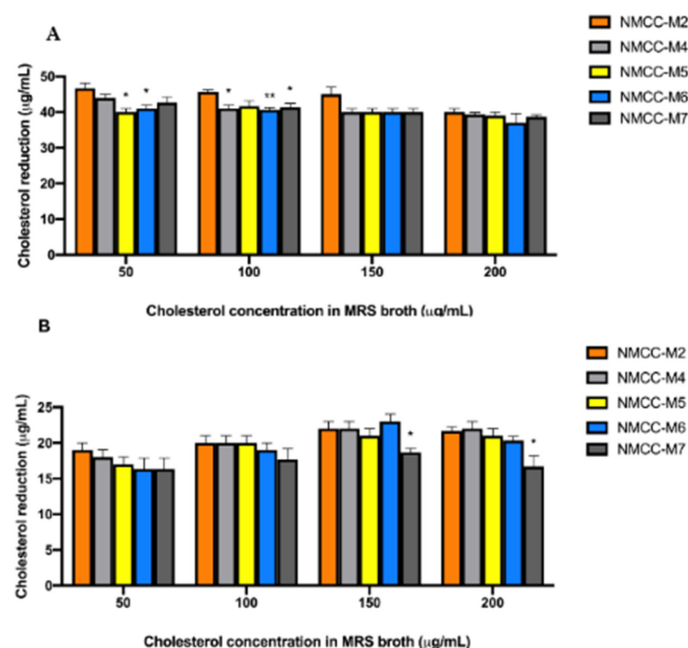 A
NMCC-M2
NMCC-M4
NMCC-M5
NMCC-M6
NMCC-M7
Cholesterol reduction (µg/mL)
50
40
30
20
10
0
*
*
*
**
*
50
100
150
200
Cholesterol concentration in MRS broth (µg/mL)
B
NMCC-M2
NMCC-M4
NMCC-M5
NMCC-M6
NMCC-M7
Cholesterol reduction (µg/mL)
25
20
15
10
5
0
*
*
50
100
150
200
Cholesterol concentration in MRS broth (µg/mL)